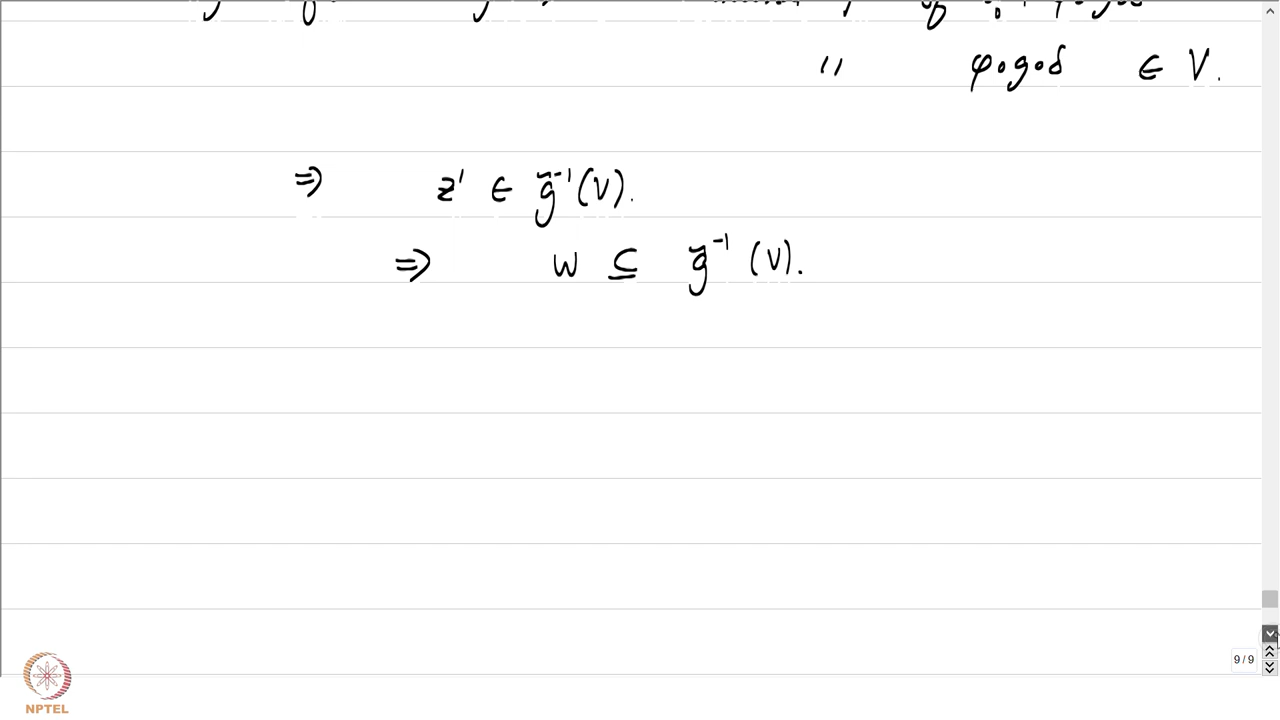 " φ∘g∘δ ∈ V.
⇒ z' ∈ g̃⁻¹(V).
⇒ W ⊆ g̃⁻¹(V).
9/9
NPTEL